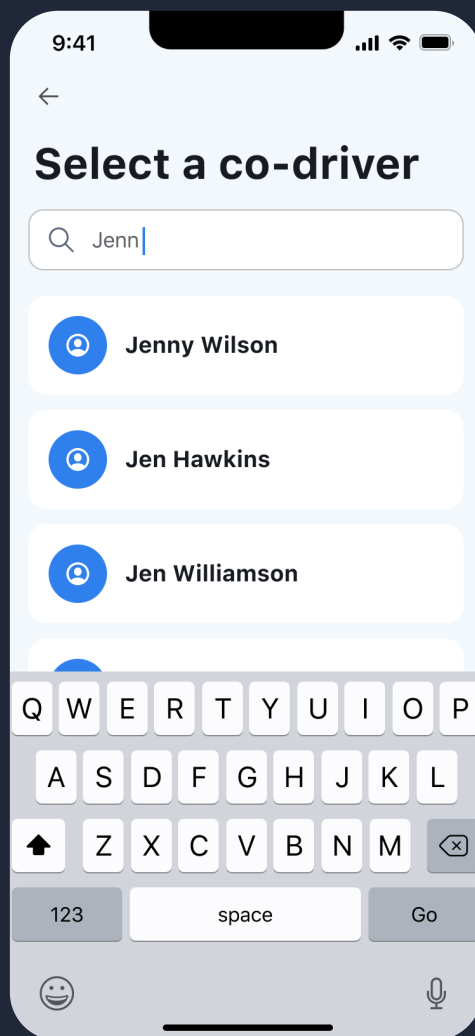 9:41
Select a co-driver
Jenn
Jenny Wilson
Jen Hawkins
Jen Williamson
Q W E R T Y U I O P
A S D F G H J K L
Z X C V B N M
123 space Go